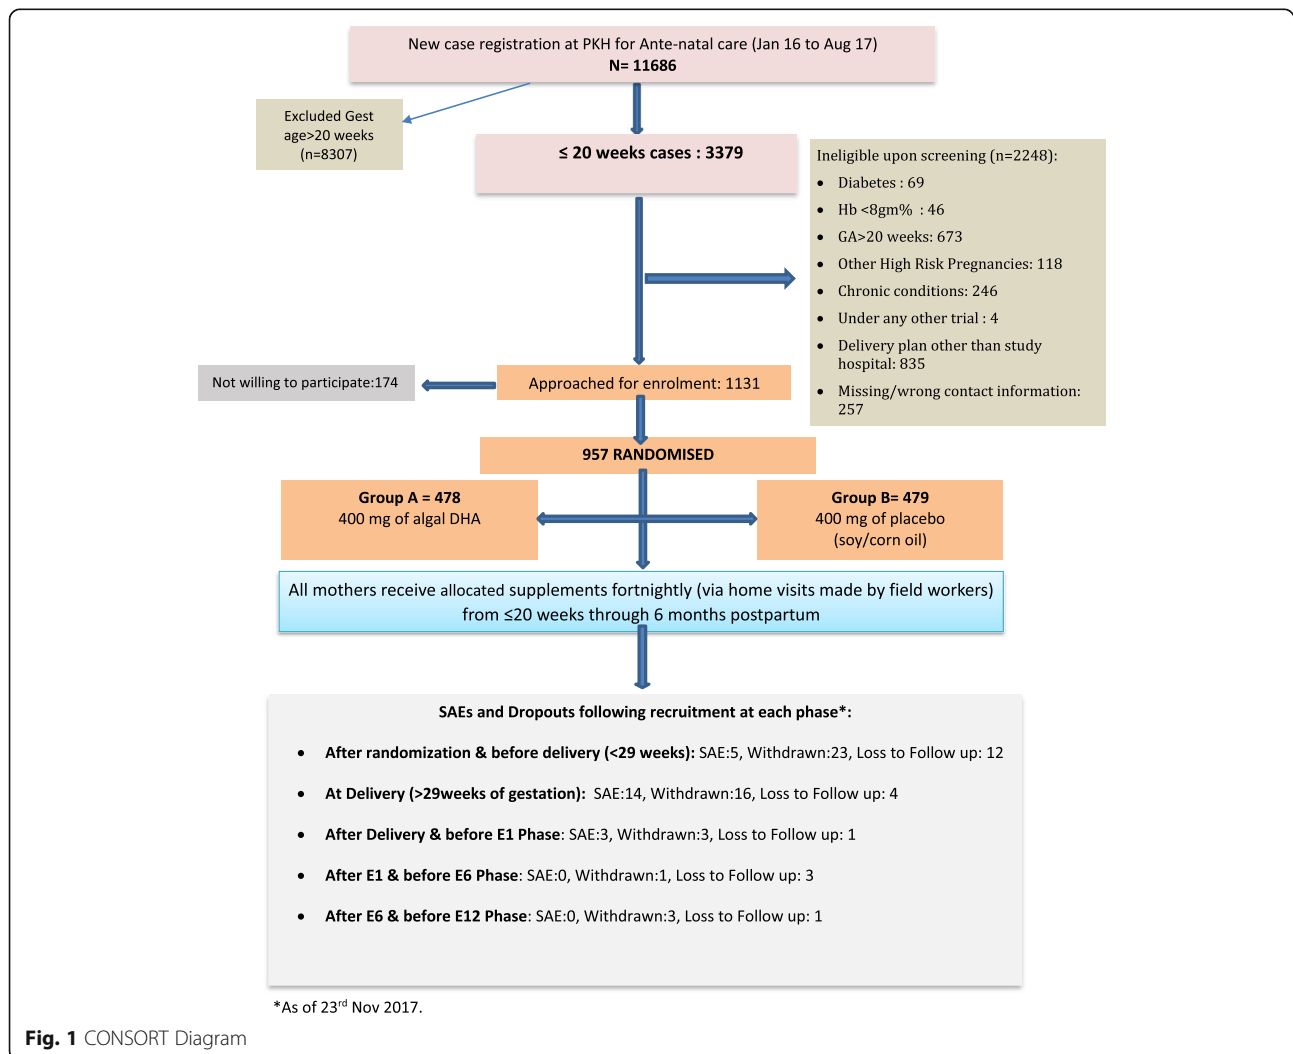 New case registration at PKH for Ante-natal care (Jan 16 to Aug 17)
N= 11686
Excluded Gest
age>20 weeks
(n=8307)
≤ 20 weeks cases : 3379
Ineligible upon screening (n=2248):
• Diabetes : 69
• Hb <8gm%  : 46
• GA>20 weeks: 673
• Other High Risk Pregnancies: 118
• Chronic conditions: 246
• Under any other trial : 4
• Delivery plan other than study
hospital: 835
• Missing/wrong contact information:
257
Not willing to participate:174
Approached for enrolment: 1131
957 RANDOMISED
Group A = 478
400 mg of algal DHA
Group B= 479
400 mg of placebo
(soy/corn oil)
All mothers receive allocated supplements fortnightly (via home visits made by field workers)
from ≤20 weeks through 6 months postpartum
SAEs and Dropouts following recruitment at each phase*:
• After randomization & before delivery (<29 weeks): SAE:5, Withdrawn:23, Loss to Follow up: 12
• At Delivery (>29weeks of gestation):  SAE:14, Withdrawn:16, Loss to Follow up: 4
• After Delivery & before E1 Phase: SAE:3, Withdrawn:3, Loss to Follow up: 1
• After E1 & before E6 Phase: SAE:0, Withdrawn:1, Loss to Follow up: 3
• After E6 & before E12 Phase: SAE:0, Withdrawn:3, Loss to Follow up: 1
*As of 23rd Nov 2017.
Fig. 1 CONSORT Diagram